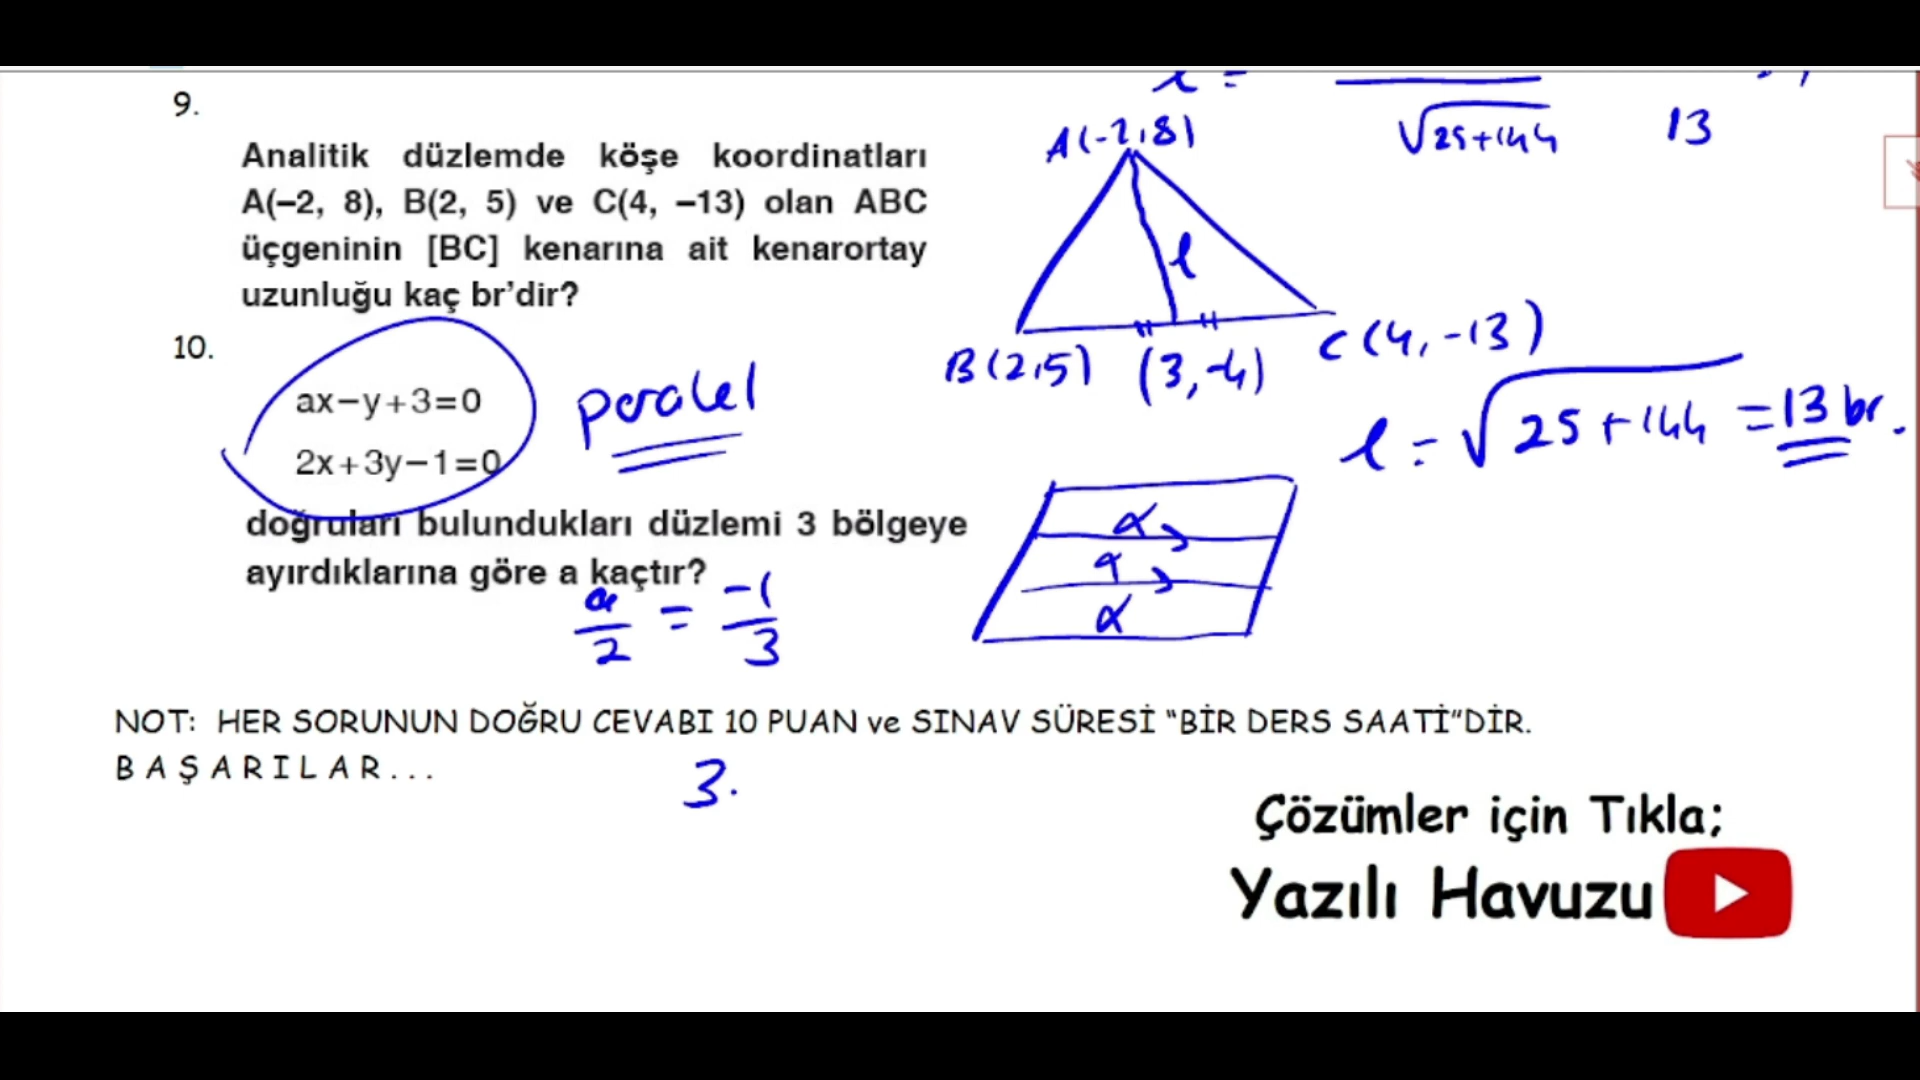 9.
Analitik düzlemde köşe koordinatları
A(–2, 8), B(2, 5) ve C(4, –13) olan ABC
üçgeninin [BC] kenarına ait kenarortay
uzunluğu kaç br'dir?
√25+144
13
A(-2,8)
l
B(2,5) (3,-4) C(4,-13)
l = √25+144 = 13 br.
10.
ax–y+3=0
2x+3y–1=0
paralel
doğruları bulundukları düzlemi 3 bölgeye
ayırdıklarına göre a kaçtır?
a/2 = -1/3
α
α
α
NOT: HER SORUNUN DOĞRU CEVABI 10 PUAN ve SINAV SÜRESİ “BİR DERS SAATİ”DİR.
B A Ş A R I L A R . . .
3.
Çözümler için Tıkla;
Yazılı Havuzu